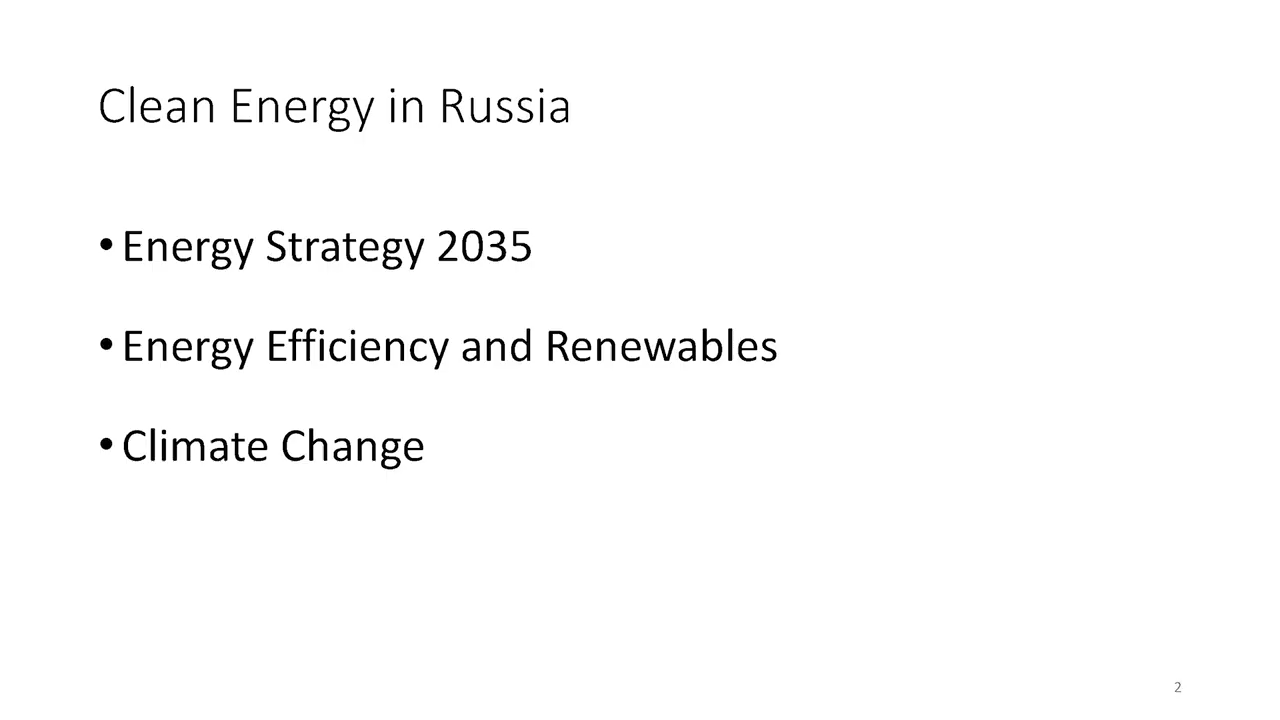 Clean Energy in Russia
• Energy Strategy 2035
• Energy Efficiency and Renewables
• Climate Change
2